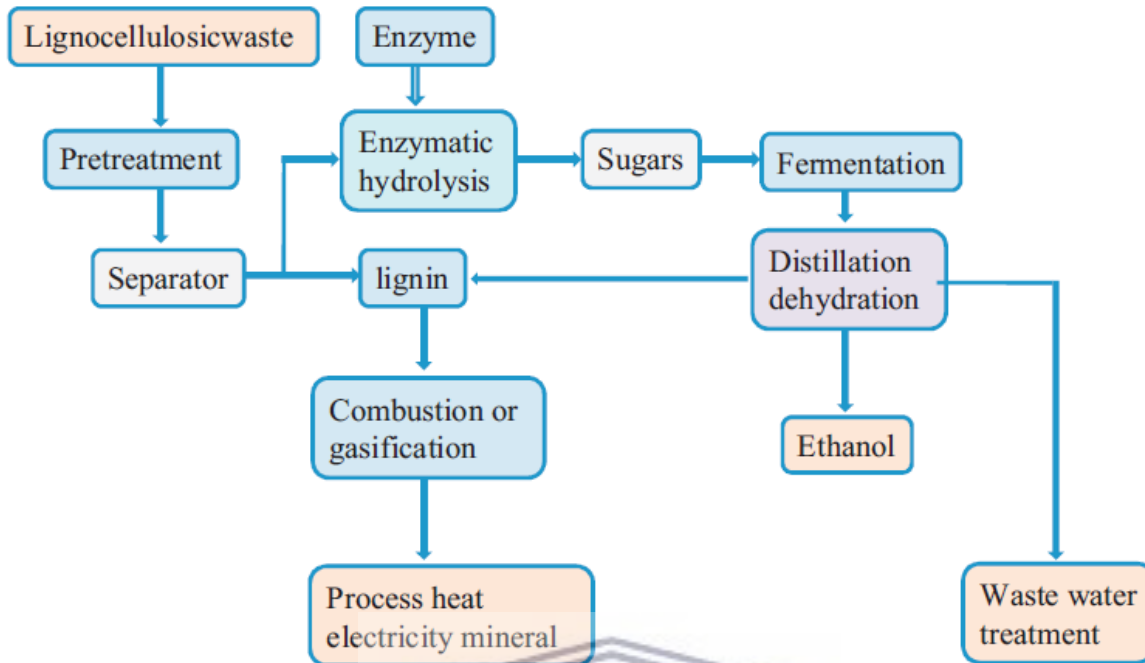 Lignocellulosicwaste
Enzyme
Pretreatment
Enzymatic
hydrolysis
Sugars
Fermentation
Separator
lignin
Distillation
dehydration
Combustion or
gasification
Ethanol
Process heat
electricity mineral
Waste water
treatment